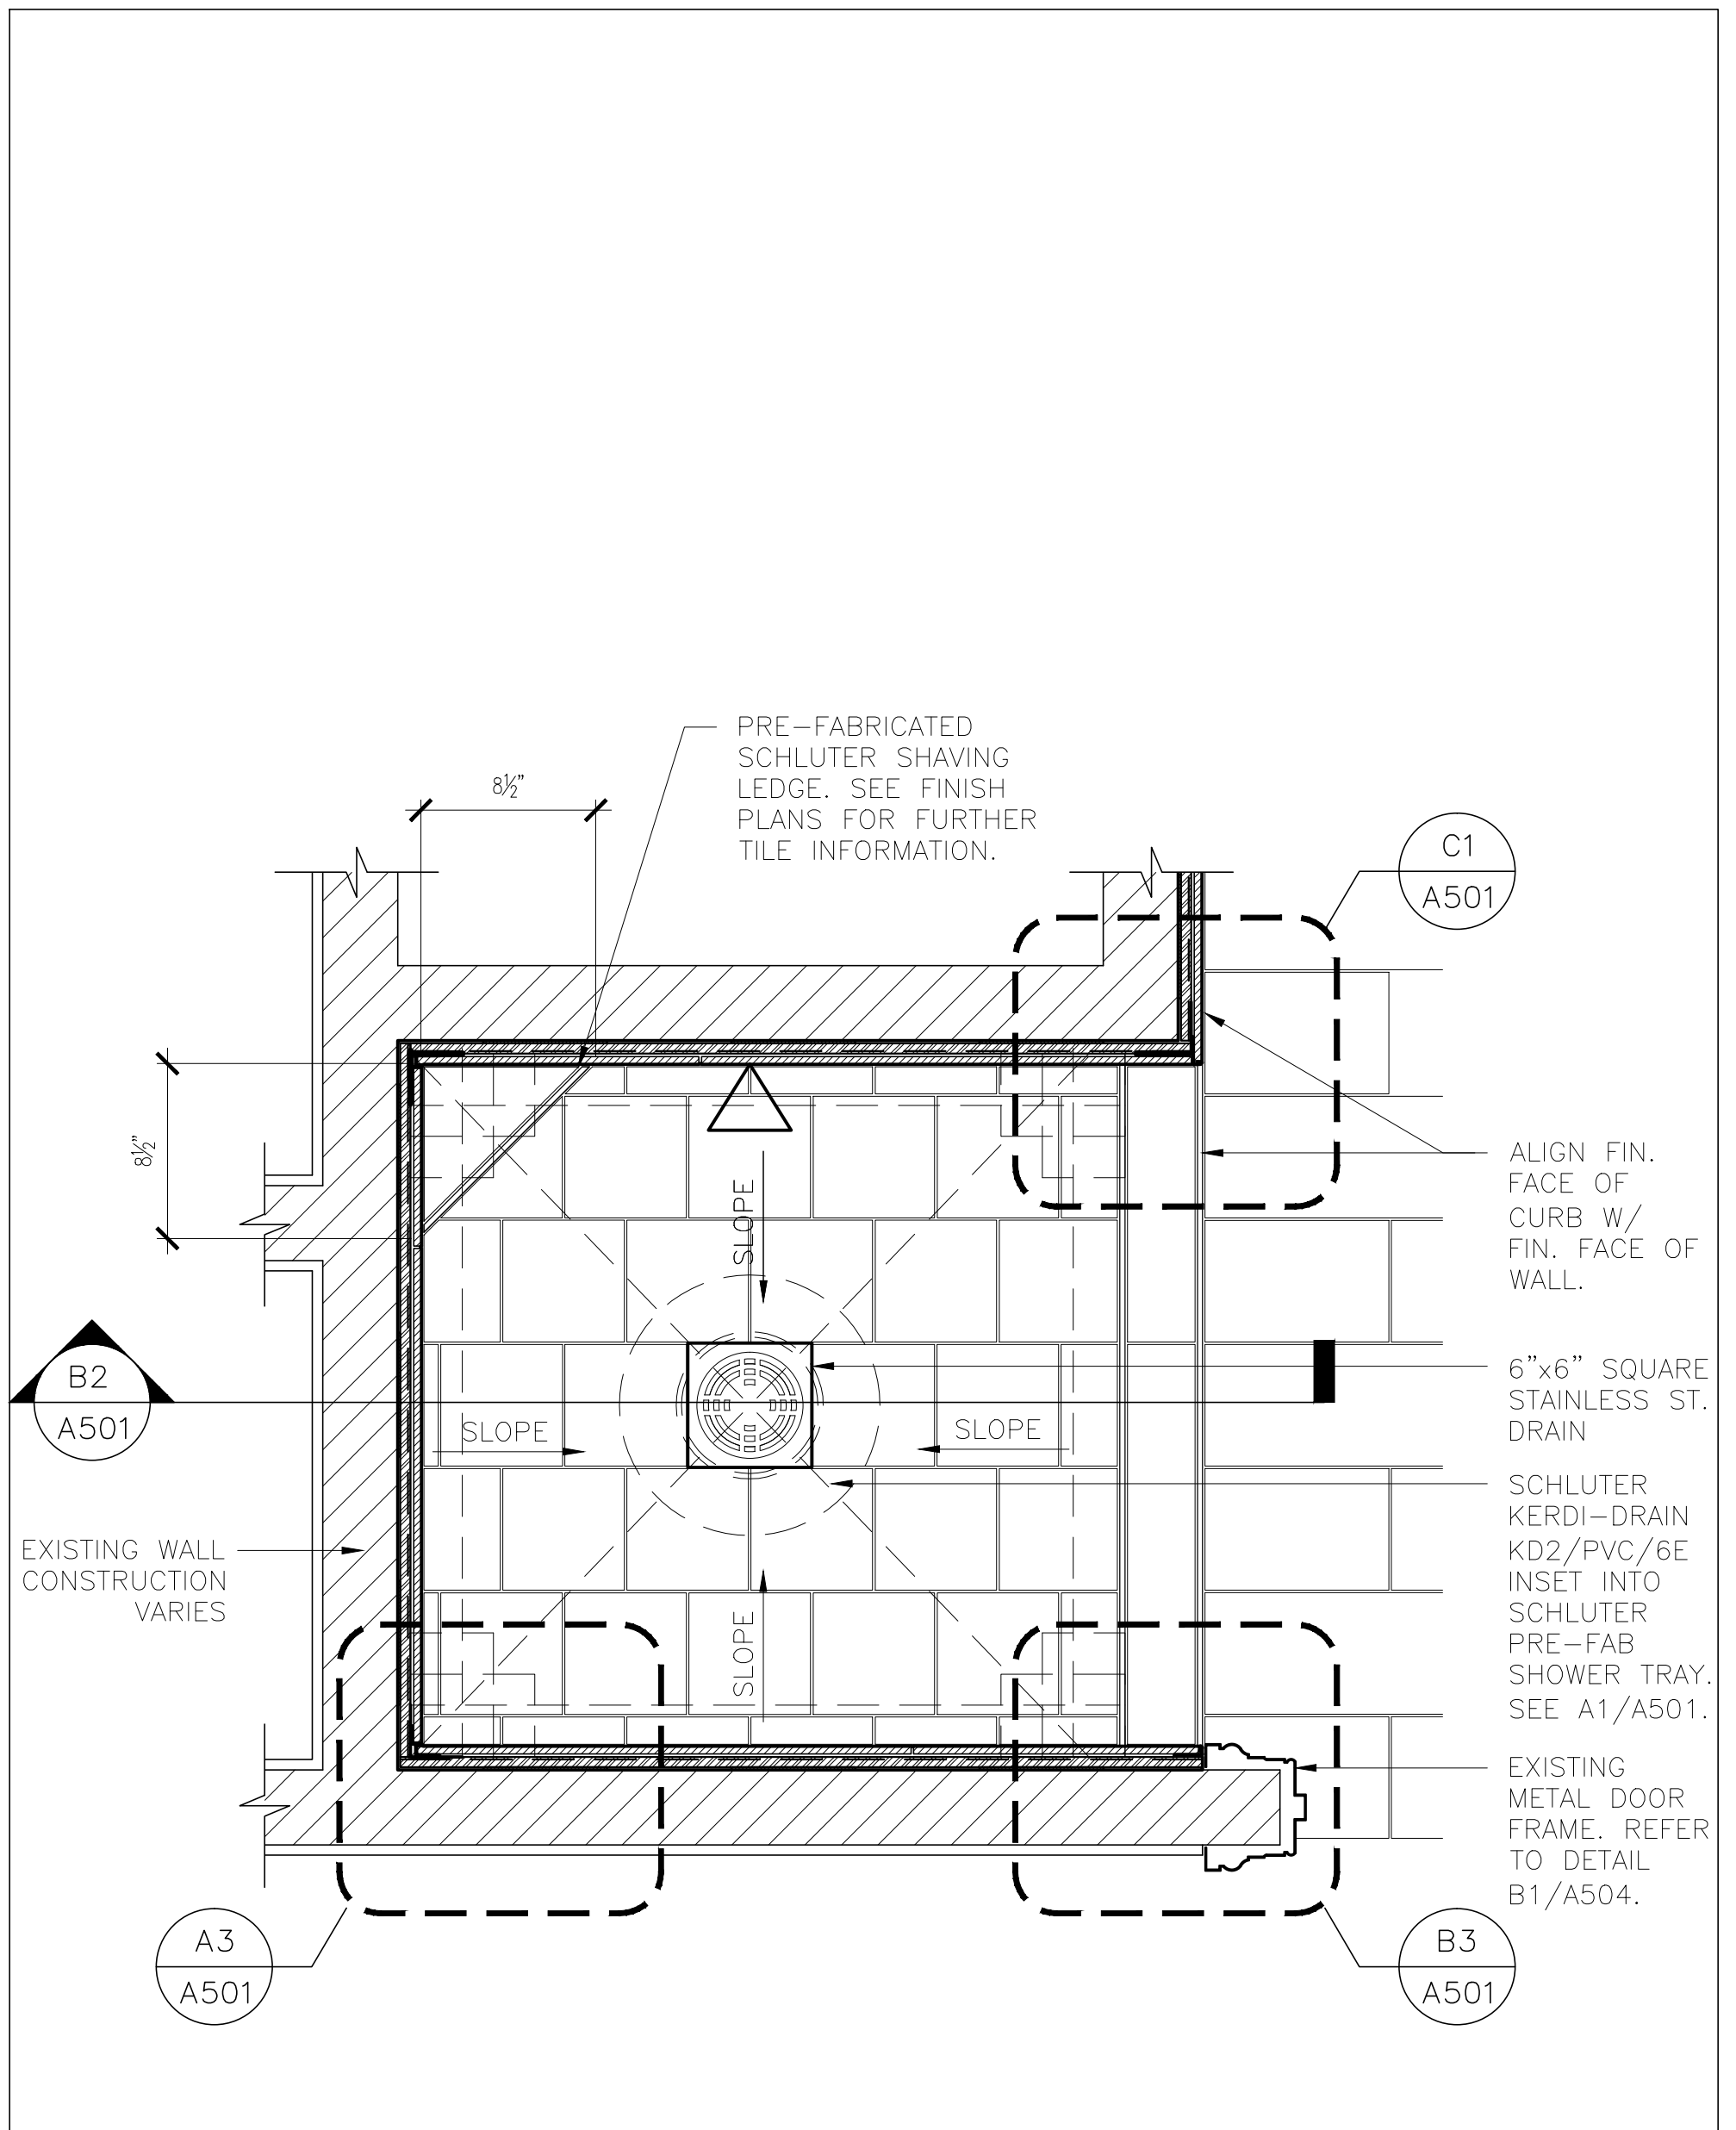 PRE-FABRICATED
SCHLUTER SHAVING
LEDGE. SEE FINISH
PLANS FOR FURTHER
TILE INFORMATION.
8½"
C1
A501
8½"
ALIGN FIN.
FACE OF
CURB W/
FIN. FACE OF
WALL.
SLOPE
B2
A501
6"x6" SQUARE
STAINLESS ST.
DRAIN
SLOPE
SLOPE
SCHLUTER
KERDI-DRAIN
KD2/PVC/6E
INSET INTO
SCHLUTER
PRE-FAB
SHOWER TRAY.
SEE A1/A501.
EXISTING WALL
CONSTRUCTION
VARIES
SLOPE
EXISTING
METAL DOOR
FRAME. REFER
TO DETAIL
B1/A504.
A3
A501
B3
A501